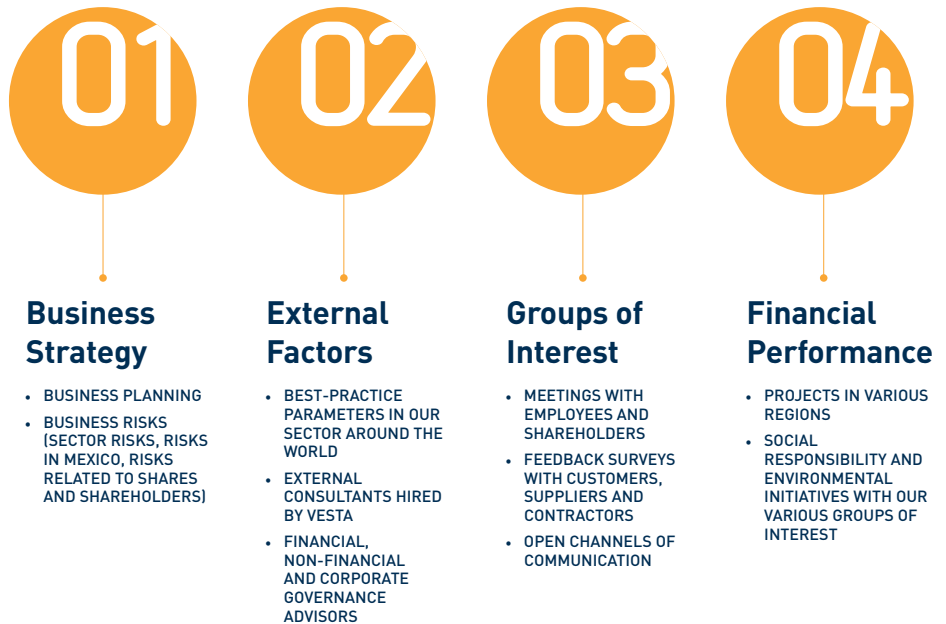 01
Business
Strategy
• BUSINESS PLANNING
• BUSINESS RISKS
(SECTOR RISKS, RISKS
IN MEXICO, RISKS
RELATED TO SHARES
AND SHAREHOLDERS)
02
External
Factors
• BEST-PRACTICE
PARAMETERS IN OUR
SECTOR AROUND THE
WORLD
• EXTERNAL
CONSULTANTS HIRED
BY VESTA
• FINANCIAL,
NON-FINANCIAL
AND CORPORATE
GOVERNANCE
ADVISORS
03
Groups of
Interest
• MEETINGS WITH
EMPLOYEES AND
SHAREHOLDERS
• FEEDBACK SURVEYS
WITH CUSTOMERS,
SUPPLIERS AND
CONTRACTORS
• OPEN CHANNELS OF
COMMUNICATION
04
Financial
Performance
• PROJECTS IN VARIOUS
REGIONS
• SOCIAL
RESPONSIBILITY AND
ENVIRONMENTAL
INITIATIVES WITH OUR
VARIOUS GROUPS OF
INTEREST